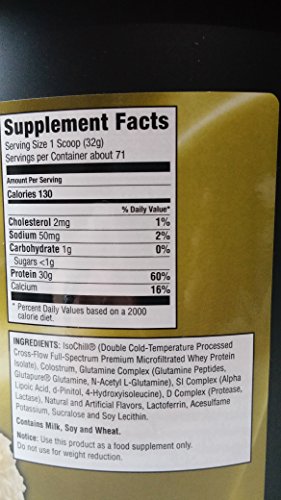 Supplement Facts
Serving Size 1 Scoop (32g)
Servings per Container about 71
Amount Per Serving
Calories 130
% Daily Value*
Cholesterol 2mg 1%
Sodium 50mg 2%
Carbohydrate 1g 0%
Sugars <1g
Protein 30g 60%
Calcium 16%
* Percent Daily Values based on a 2000
calorie diet.
INGREDIENTS: IsoChill® (Double Cold-Temperature Processed
Cross-Flow Full-Spectrum Premium Microfiltrated Whey Protein
Isolate), Colostrum, Glutamine Complex (Glutamine Peptides,
Glutapure® Glutamine, N-Acetyl L-Glutamine), SI Complex (Alpha
Lipoic Acid, d-Pinitol, 4-Hydroxyisoleucine), D Complex (Protease,
Lactase), Natural and Artificial Flavors, Lactoferrin, Acesulfame
Potassium, Sucralose and Soy Lecithin.
Contains Milk, Soy and Wheat.
Notice: Use this product as a food supplement only.
Do not use for weight reduction.